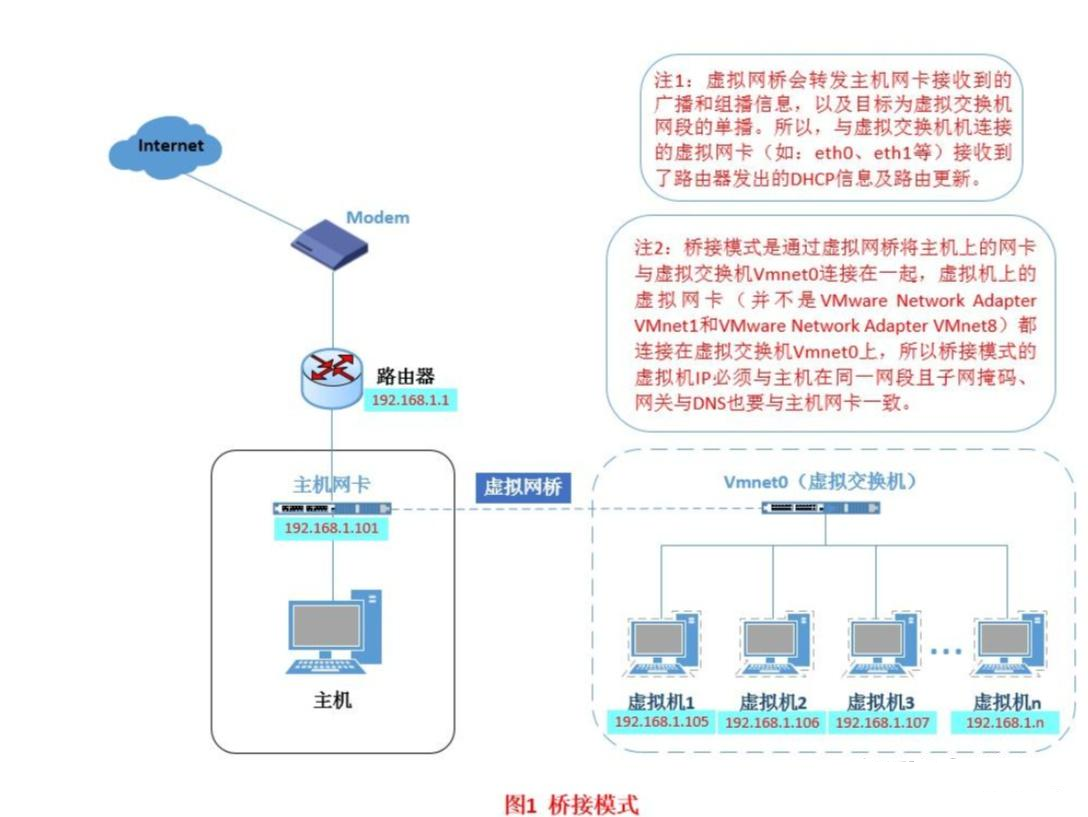 注1：虚拟网桥会转发主机网卡接收到的
广播和组播信息，以及目标为虚拟交换机
网段的单播。所以，与虚拟交换机机连接
的虚拟网卡（如：eth0、eth1等）接收到
了路由器发出的DHCP信息及路由更新。
Internet
Modem
注2：桥接模式是通过虚拟网桥将主机上的网卡
与虚拟交换机Vmnet0连接在一起，虚拟机上的
虚拟网卡（并不是VMware Network Adapter
VMnet1和VMware Network Adapter VMnet8）都
连接在虚拟交换机Vmnet0上，所以桥接模式的
虚拟机IP必须与主机在同一网段且子网掩码、
网关与DNS也要与主机网卡一致。
路由器
192.168.1.1
主机网卡
192.168.1.101
虚拟网桥
Vmnet0（虚拟交换机）
主机
虚拟机1
192.168.1.105
虚拟机2
192.168.1.106
虚拟机3
192.168.1.107
虚拟机n
192.168.1.n
图1 桥接模式